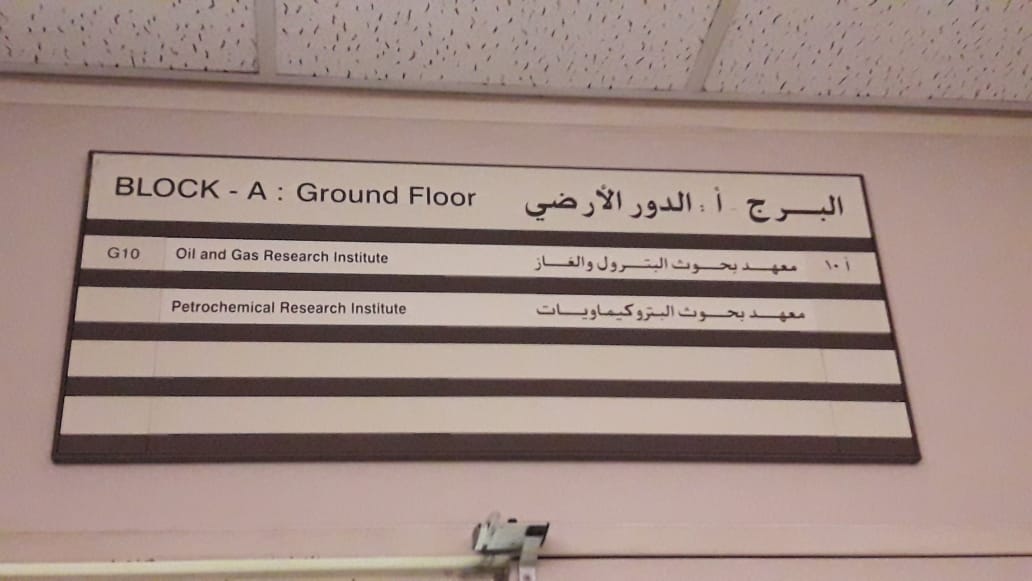 BLOCK - A : Ground Floor البرج - أ : الدور الأرضي
G10 Oil and Gas Research Institute معهد بحوث البترول والغاز أ ١٠
Petrochemical Research Institute معهد بحوث البتروكيماويات